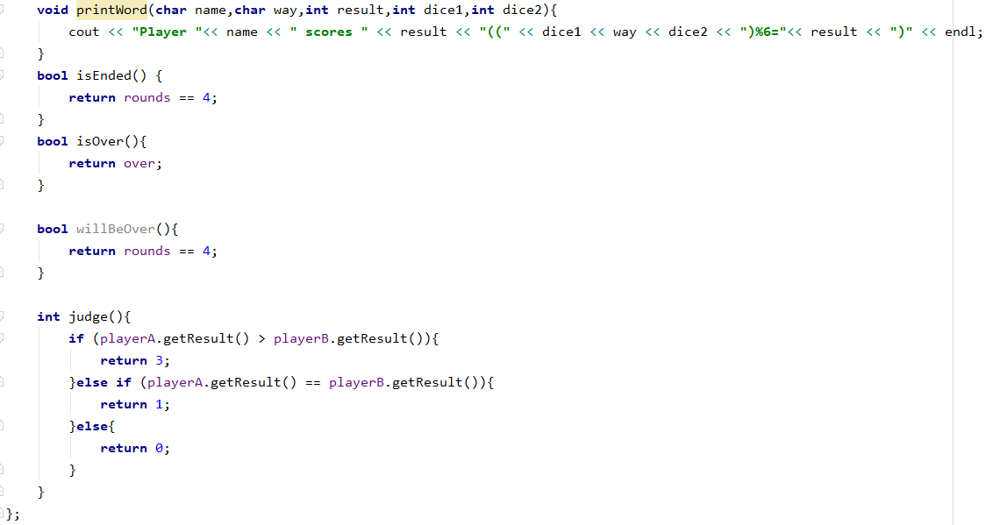 void printWord(char name,char way,int result,int dice1,int dice2){
cout << "Player "<< name << " scores " << result << "((" << dice1 << way << dice2 << ")%6="<< result << ")" << endl;
}
bool isEnded() {
return rounds == 4;
}
bool isOver(){
return over;
}
bool willBeOver(){
return rounds == 4;
}
int judge(){
if (playerA.getResult() > playerB.getResult()){
return 3;
}else if (playerA.getResult() == playerB.getResult()){
return 1;
}else{
return 0;
}
}
};